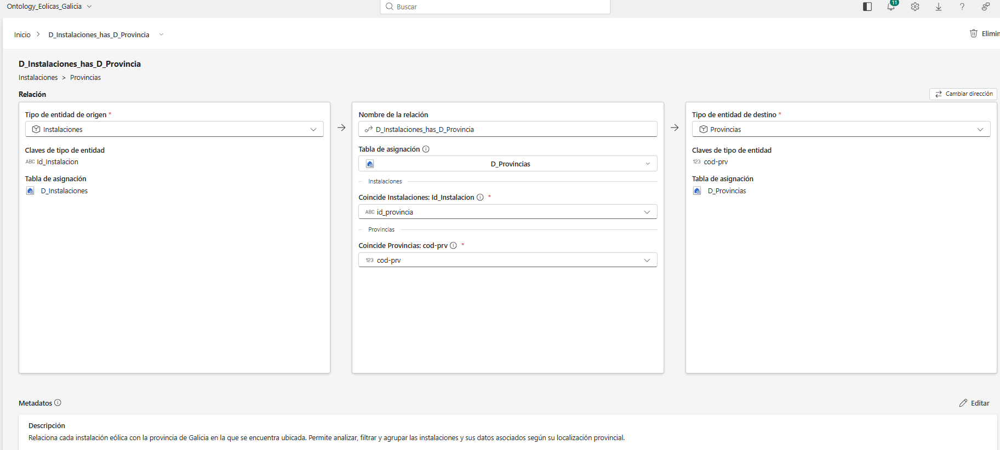 Ontology_Eolicas_Galicia
Buscar
11
Inicio > D_Instalaciones_has_D_Provincia
Elimin
D_Instalaciones_has_D_Provincia
Instalaciones > Provincias
Relación
Cambiar dirección
Tipo de entidad de origen *
Instalaciones
Claves de tipo de entidad
ABC Id_Instalacion
Tabla de asignación
D_Instalaciones
Nombre de la relación
D_Instalaciones_has_D_Provincia
Tabla de asignación
D_Provincias
Instalaciones
Coincide Instalaciones: Id_Instalacion *
ABC id_provincia
Provincias
Coincide Provincias: cod-prv *
123 cod-prv
Tipo de entidad de destino *
Provincias
Claves de tipo de entidad
123 cod-prv
Tabla de asignación
D_Provincias
Metadatos
Editar
Descripción
Relaciona cada instalación eólica con la provincia de Galicia en la que se encuentra ubicada. Permite analizar, filtrar y agrupar las instalaciones y sus datos asociados según su localización provincial.